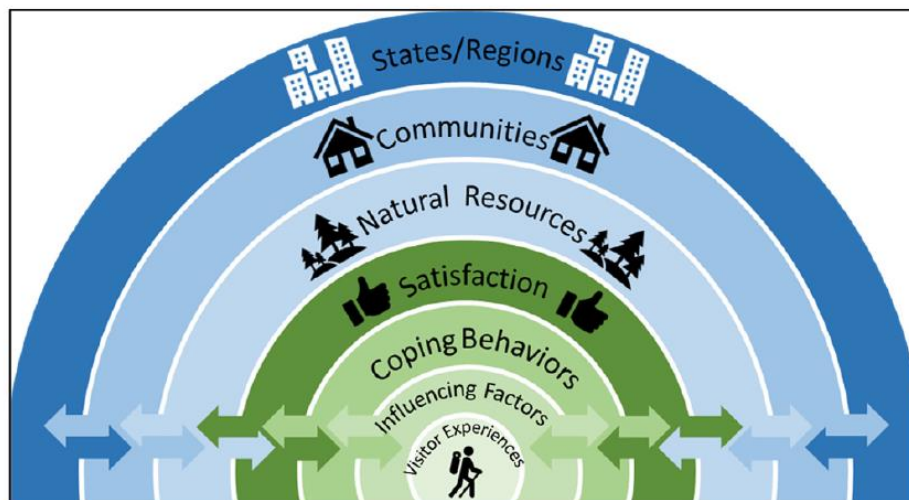 States/Regions
Communities
Natural Resources
Satisfaction
Coping Behaviors
Influencing Factors
Visitor Experiences